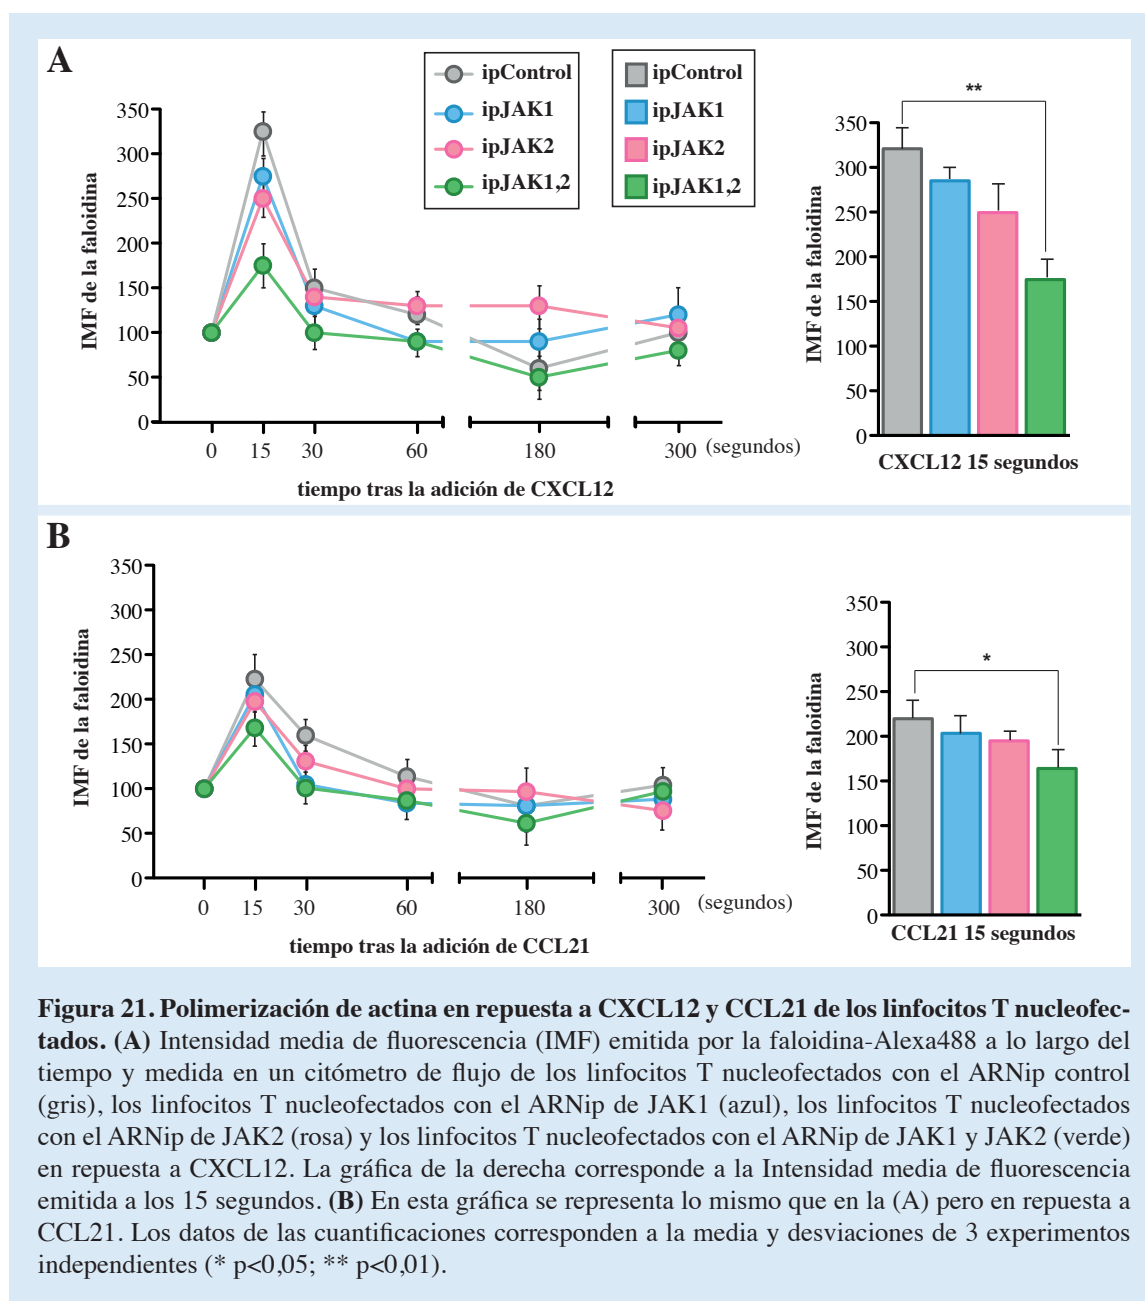 A
ipControl
ipJAK1
ipJAK2
ipJAK1,2
ipControl
ipJAK1
ipJAK2
ipJAK1,2
IMF de la faloidina
350
300
250
200
150
100
50
0
0 15 30 60 180 300 (segundos)
tiempo tras la adición de CXCL12
**
IMF de la faloidina
350
300
250
200
150
100
50
0
CXCL12 15 segundos
B
IMF de la faloidina
350
300
250
200
150
100
50
0
0 15 30 60 180 300 (segundos)
tiempo tras la adición de CCL21
*
IMF de la faloidina
350
300
250
200
150
100
50
0
CCL21 15 segundos
Figura 21. Polimerización de actina en repuesta a CXCL12 y CCL21 de los linfocitos T nucleofec-
tados. (A) Intensidad media de fluorescencia (IMF) emitida por la faloidina-Alexa488 a lo largo del
tiempo y medida en un citómetro de flujo de los linfocitos T nucleofectados con el ARNip control
(gris), los linfocitos T nucleofectados con el ARNip de JAK1 (azul), los linfocitos T nucleofectados
con el ARNip de JAK2 (rosa) y los linfocitos T nucleofectados con el ARNip de JAK1 y JAK2 (verde)
en respuesta a CXCL12. La gráfica de la derecha corresponde a la Intensidad media de fluorescencia
emitida a los 15 segundos. (B) En esta gráfica se representa lo mismo que en la (A) pero en repuesta a
CCL21. Los datos de las cuantificaciones corresponden a la media y desviaciones de 3 experimentos
independientes (* p<0,05; ** p<0,01).